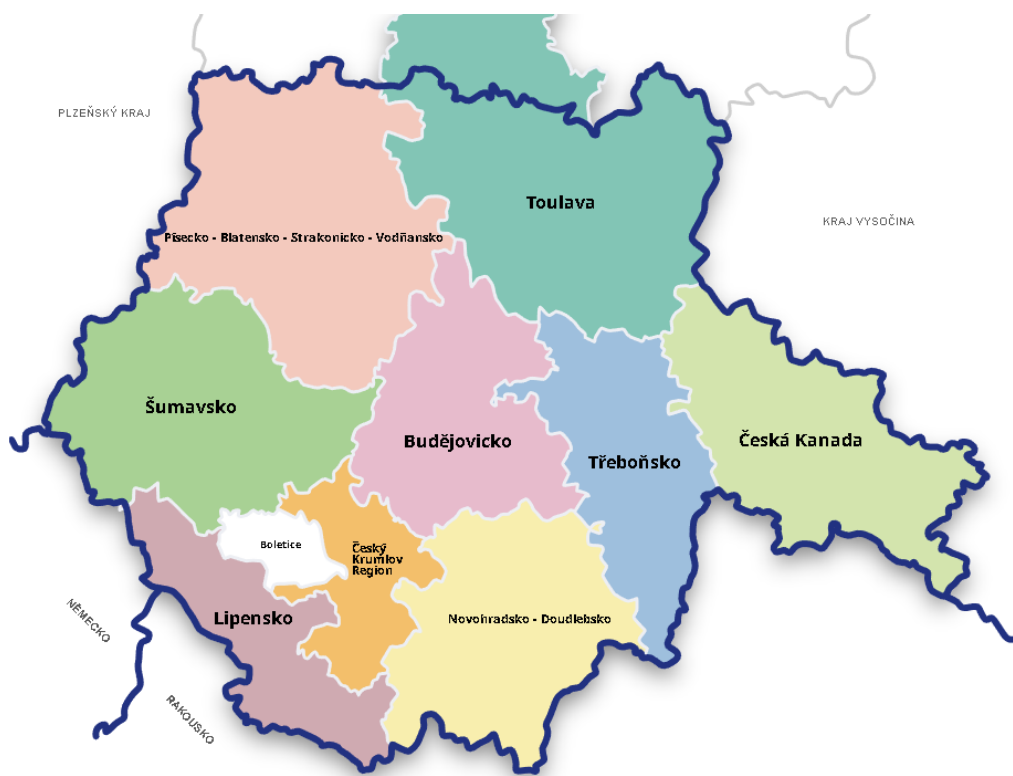 PLZEŇSKÝ KRAJ
Toulava
KRAJ VYSOČINA
Písecko - Blatensko - Strakonicko - Vodňansko
Šumavsko
Budějovicko
Česká Kanada
Třeboňsko
Boletice
Český
Krumlov
Region
NĚMECKO
Lipensko
Novohradsko - Doudlebsko
RAKOUSKO